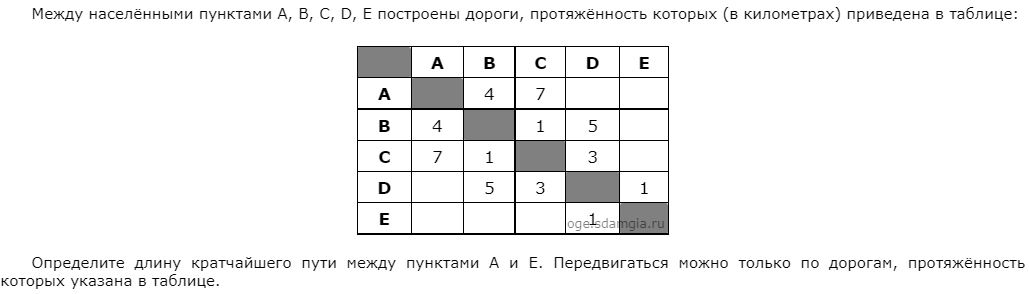 Между населёнными пунктами А, В, С, D, Е построены дороги, протяжённость которых (в километрах) приведена в таблице:
A B C D E
A 4 7
B 4 1 5
C 7 1 3
D 5 3 1
E 1
oge.sdamgia.ru
Определите длину кратчайшего пути между пунктами А и Е. Передвигаться можно только по дорогам, протяжённость
которых указана в таблице.